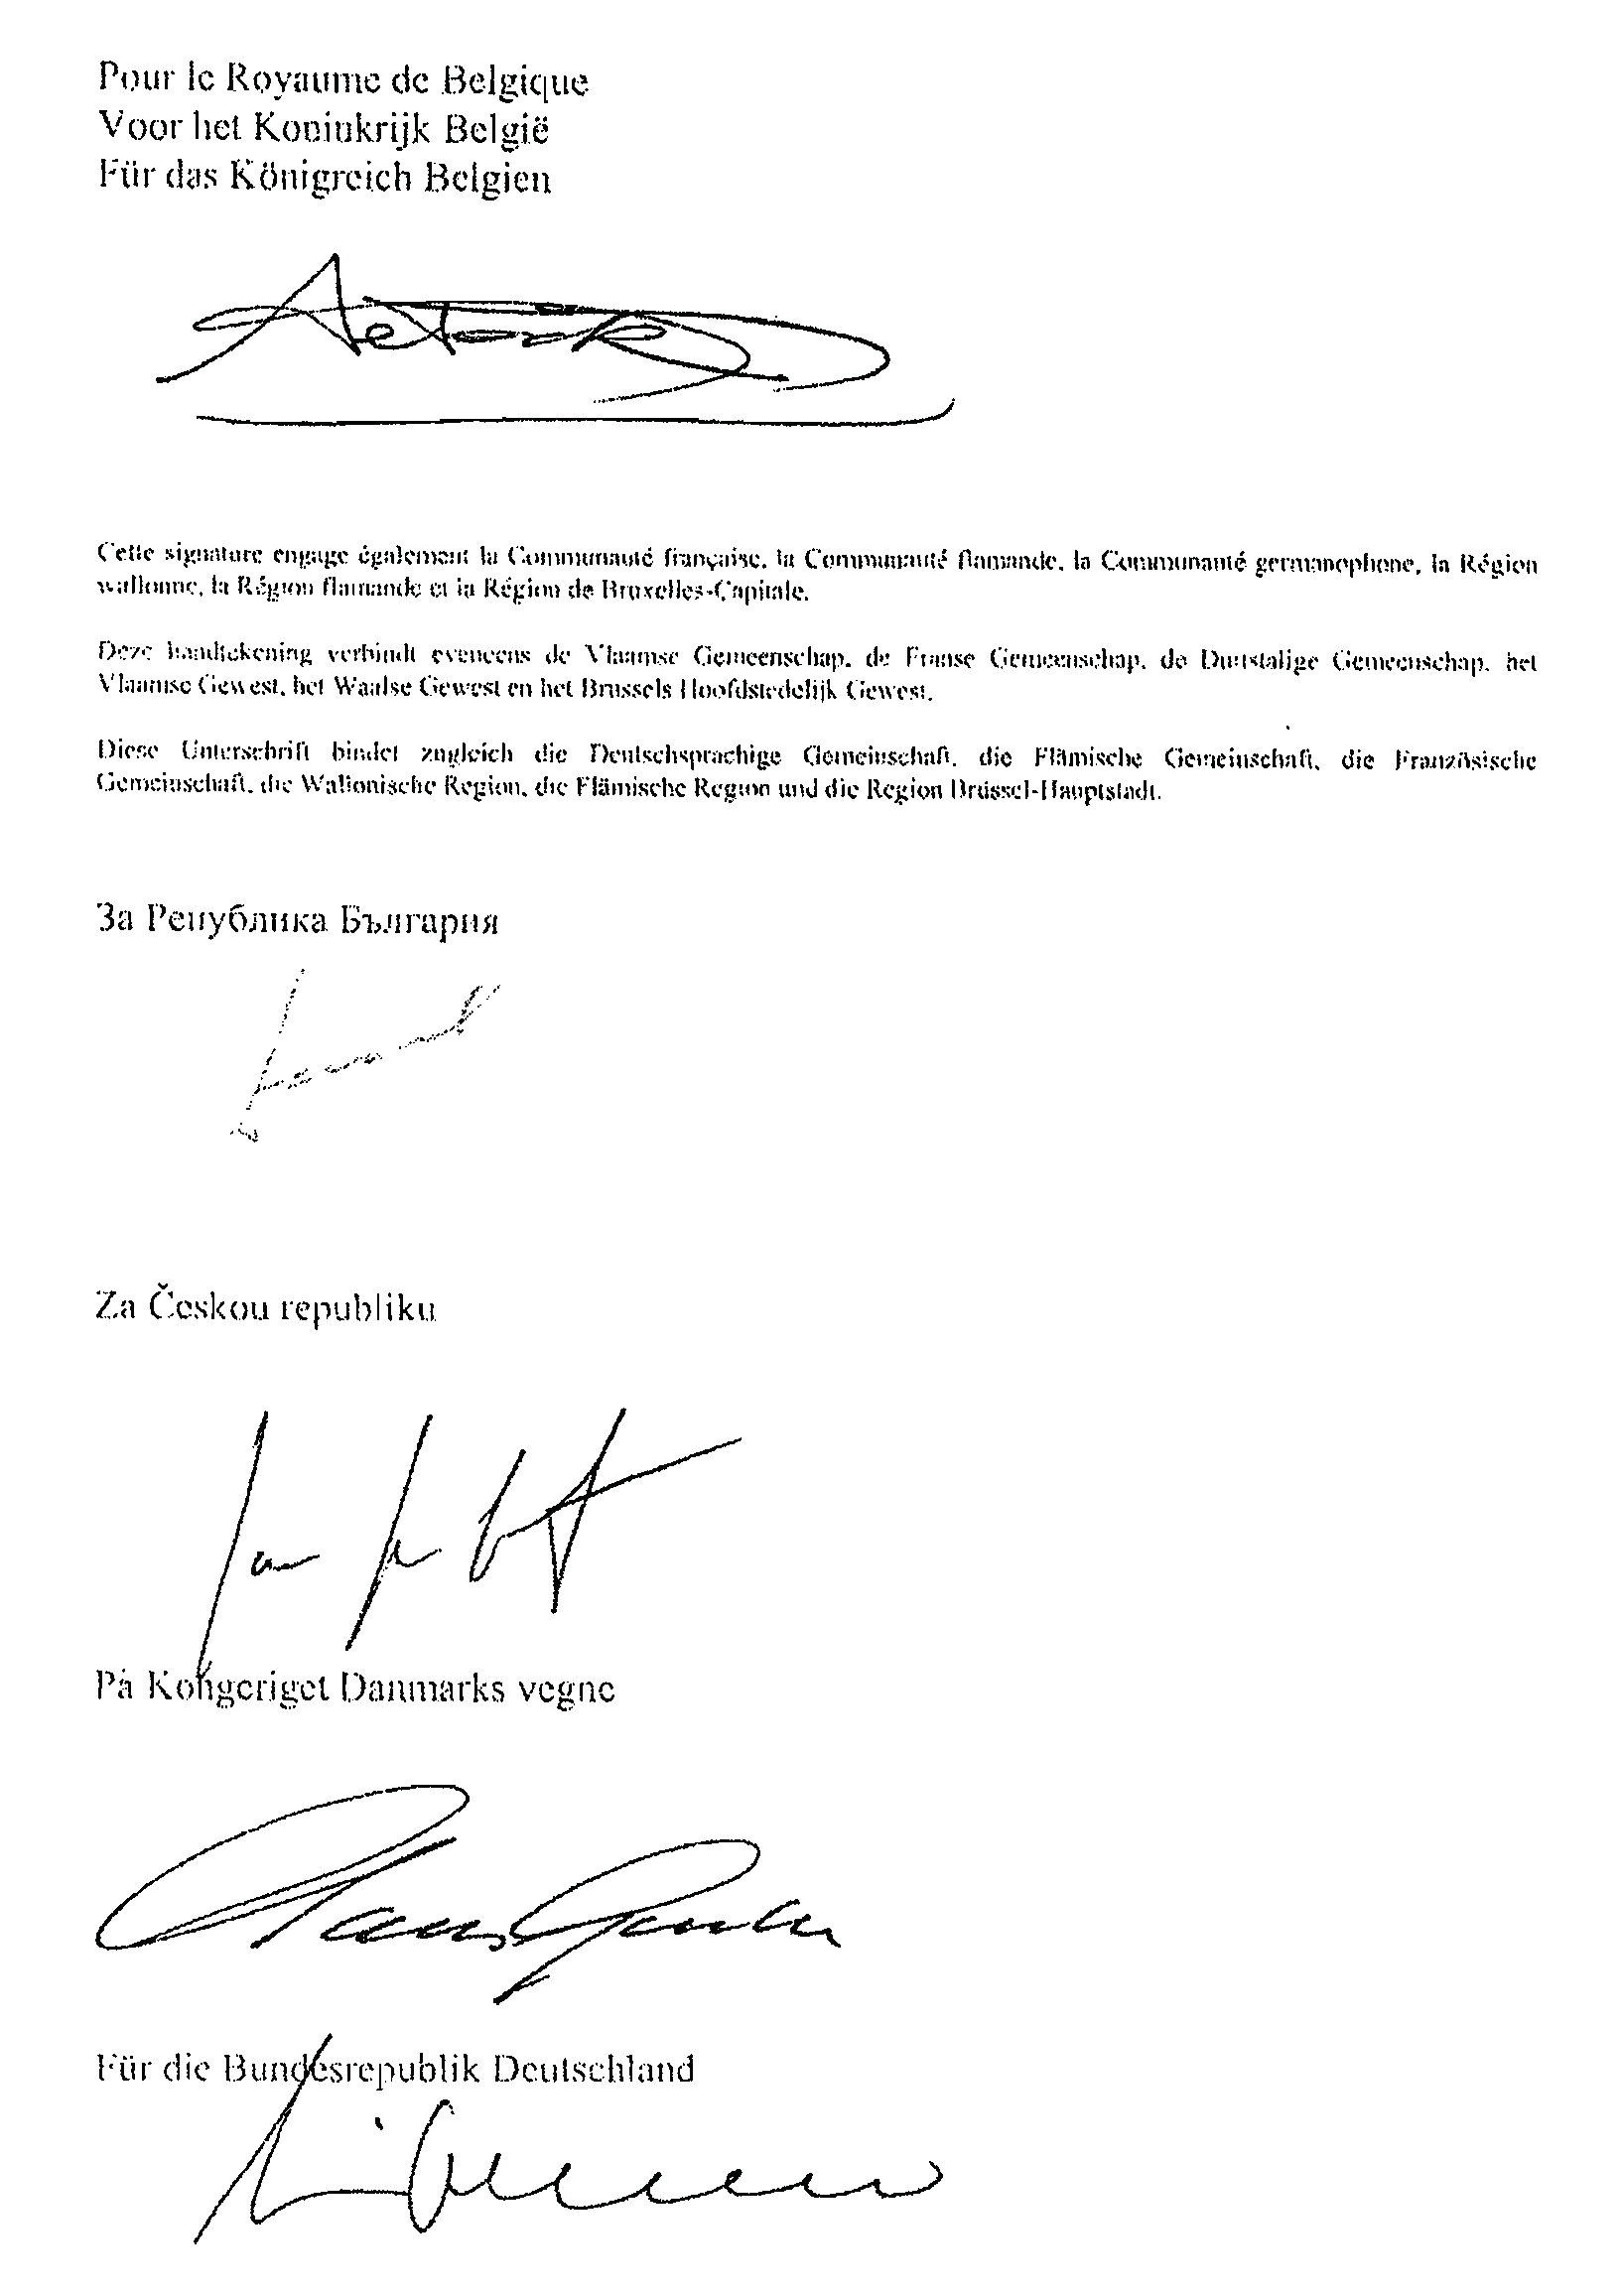 Pour le Royaume de Belgique
Voor het Koninkrijk België
Für das Königreich Belgien
Cette signature engage également la Communauté française, la Communauté flamande, la Communauté germanophone, la Région
wallonne, la Région flamande et la Région de Bruxelles-Capitale.
Deze handtekening verbindt eveneens de Vlaamse Gemeenschap, de Franse Gemeenschap, de Duitstalige Gemeenschap, het
Vlaamse Gewest, het Waalse Gewest en het Brussels Hoofdstedelijk Gewest.
Diese Unterschrift bindet zugleich die Deutschsprachige Gemeinschaft, die Flämische Gemeinschaft, die Französische
Gemeinschaft, die Wallonische Region, die Flämische Region und die Region Brüssel-Hauptstadt.
За Република България
Za Českou republiku
På Kongeriget Danmarks vegne
Für die Bundesrepublik Deutschland